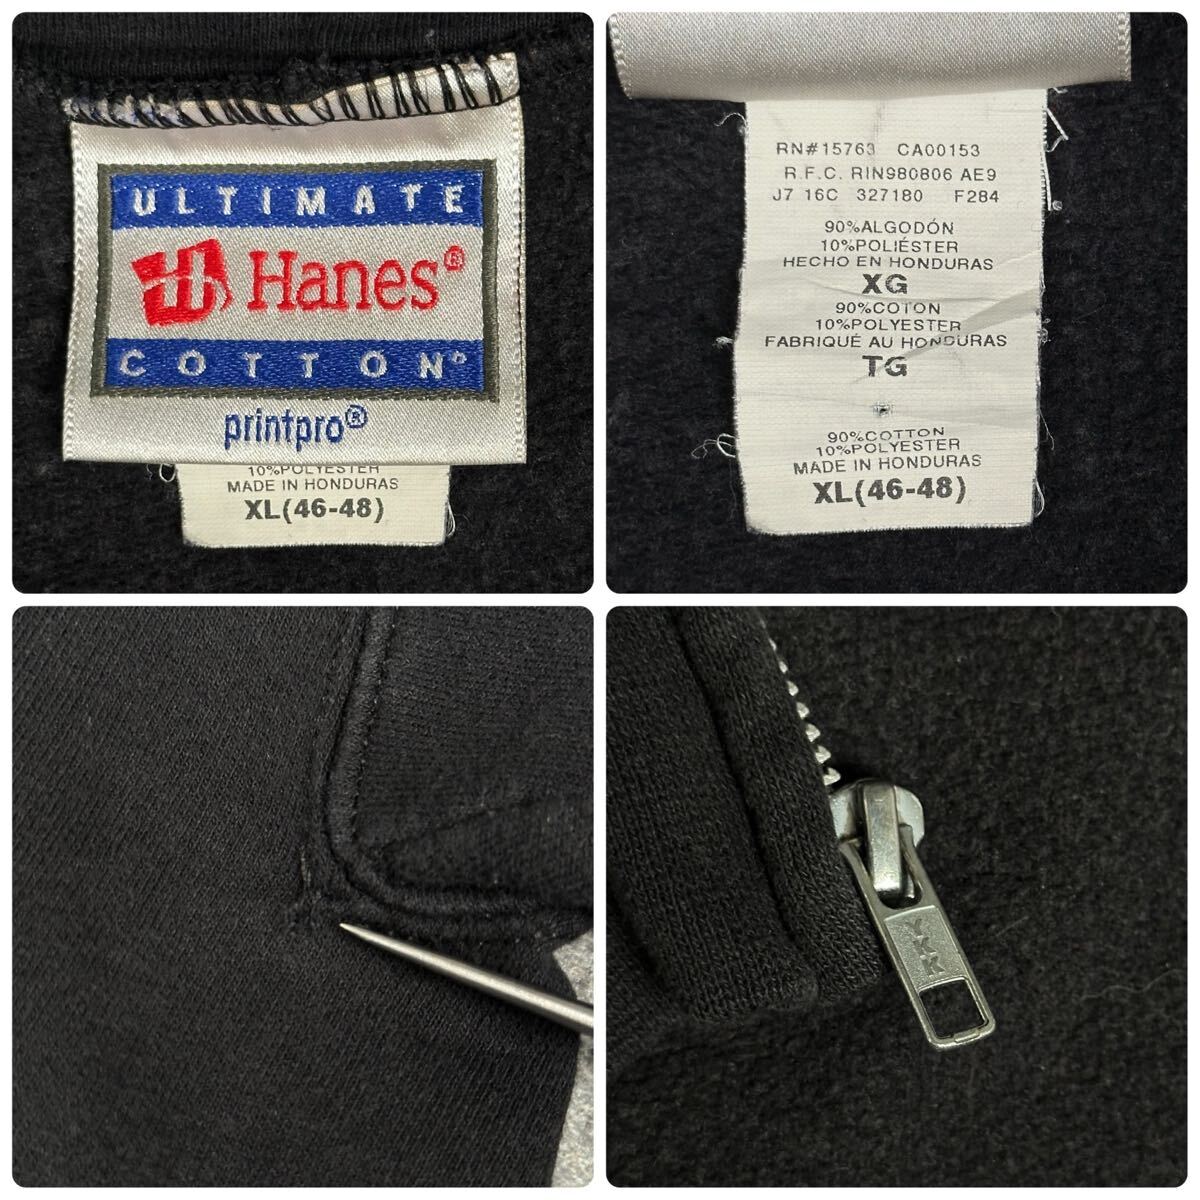 ULTIMATE
Hanes®
COTTON®
printpro®
10%POLYESTER
MADE IN HONDURAS
XL(46-48)
RN#15763 CA00153
R.F.C. RIN980806 AE9
J7 16C 327180 F284
90%ALGODÓN
10%POLIÉSTER
HECHO EN HONDURAS
XG
90%COTON
10%POLYESTER
FABRIQUÉ AU HONDURAS
TG
90%COTTON
10%POLYESTER
MADE IN HONDURAS
XL(46-48)
YKK